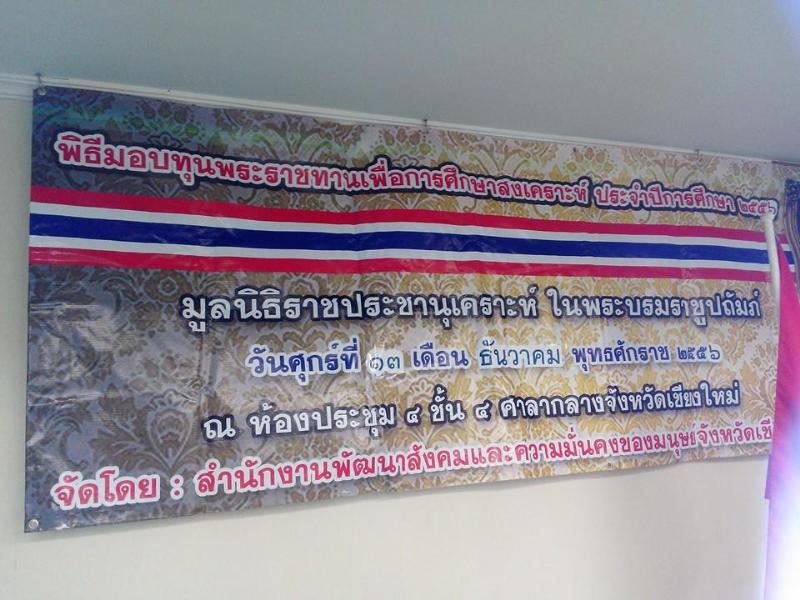 พิธีมอบทุนพระราชทานเพื่อการศึกษาสงเคราะห์ ประจำปีการศึกษา ๒๕๕๖
มูลนิธิราชประชานุเคราะห์ ในพระบรมราชูปถัมภ์
วันศุกร์ที่ ๑๓ เดือน ธันวาคม พุทธศักราช ๒๕๕๖
ณ ห้องประชุม ๔ ชั้น ๔ ศาลากลางจังหวัดเชียงใหม่
จัดโดย : สำนักงานพัฒนาสังคมและความมั่นคงของมนุษย์จังหวัดเชี